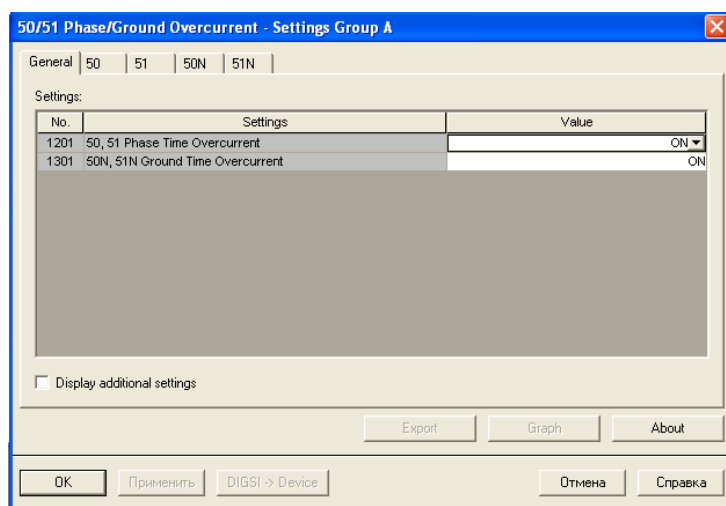 50/51 Phase/Ground Overcurrent - Settings Group A
General 50 51 50N 51N
Settings:
No. Settings Value
1201 50, 51 Phase Time Overcurrent ON
1301 50N, 51N Ground Time Overcurrent ON
Display additional settings
Export Graph About
OK Применить DIGSI -> Device Отмена Справка